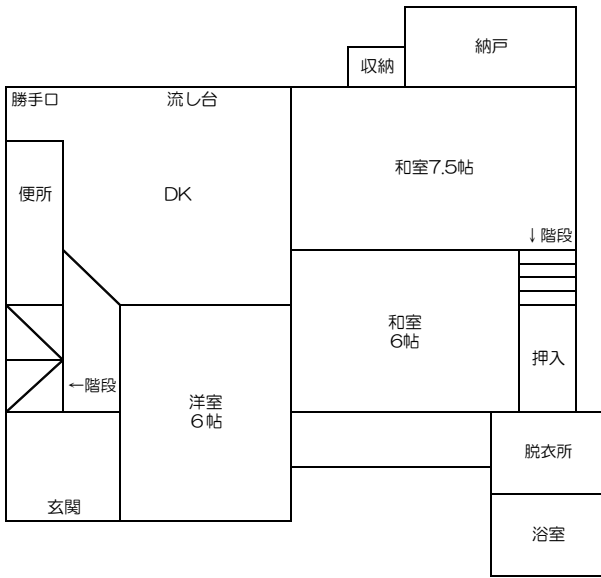 納戸
収納
勝手口
流し台
和室7.5帖
便所
DK
↓階段
和室
6帖
押入
←階段
洋室
６帖
脱衣所
玄関
浴室